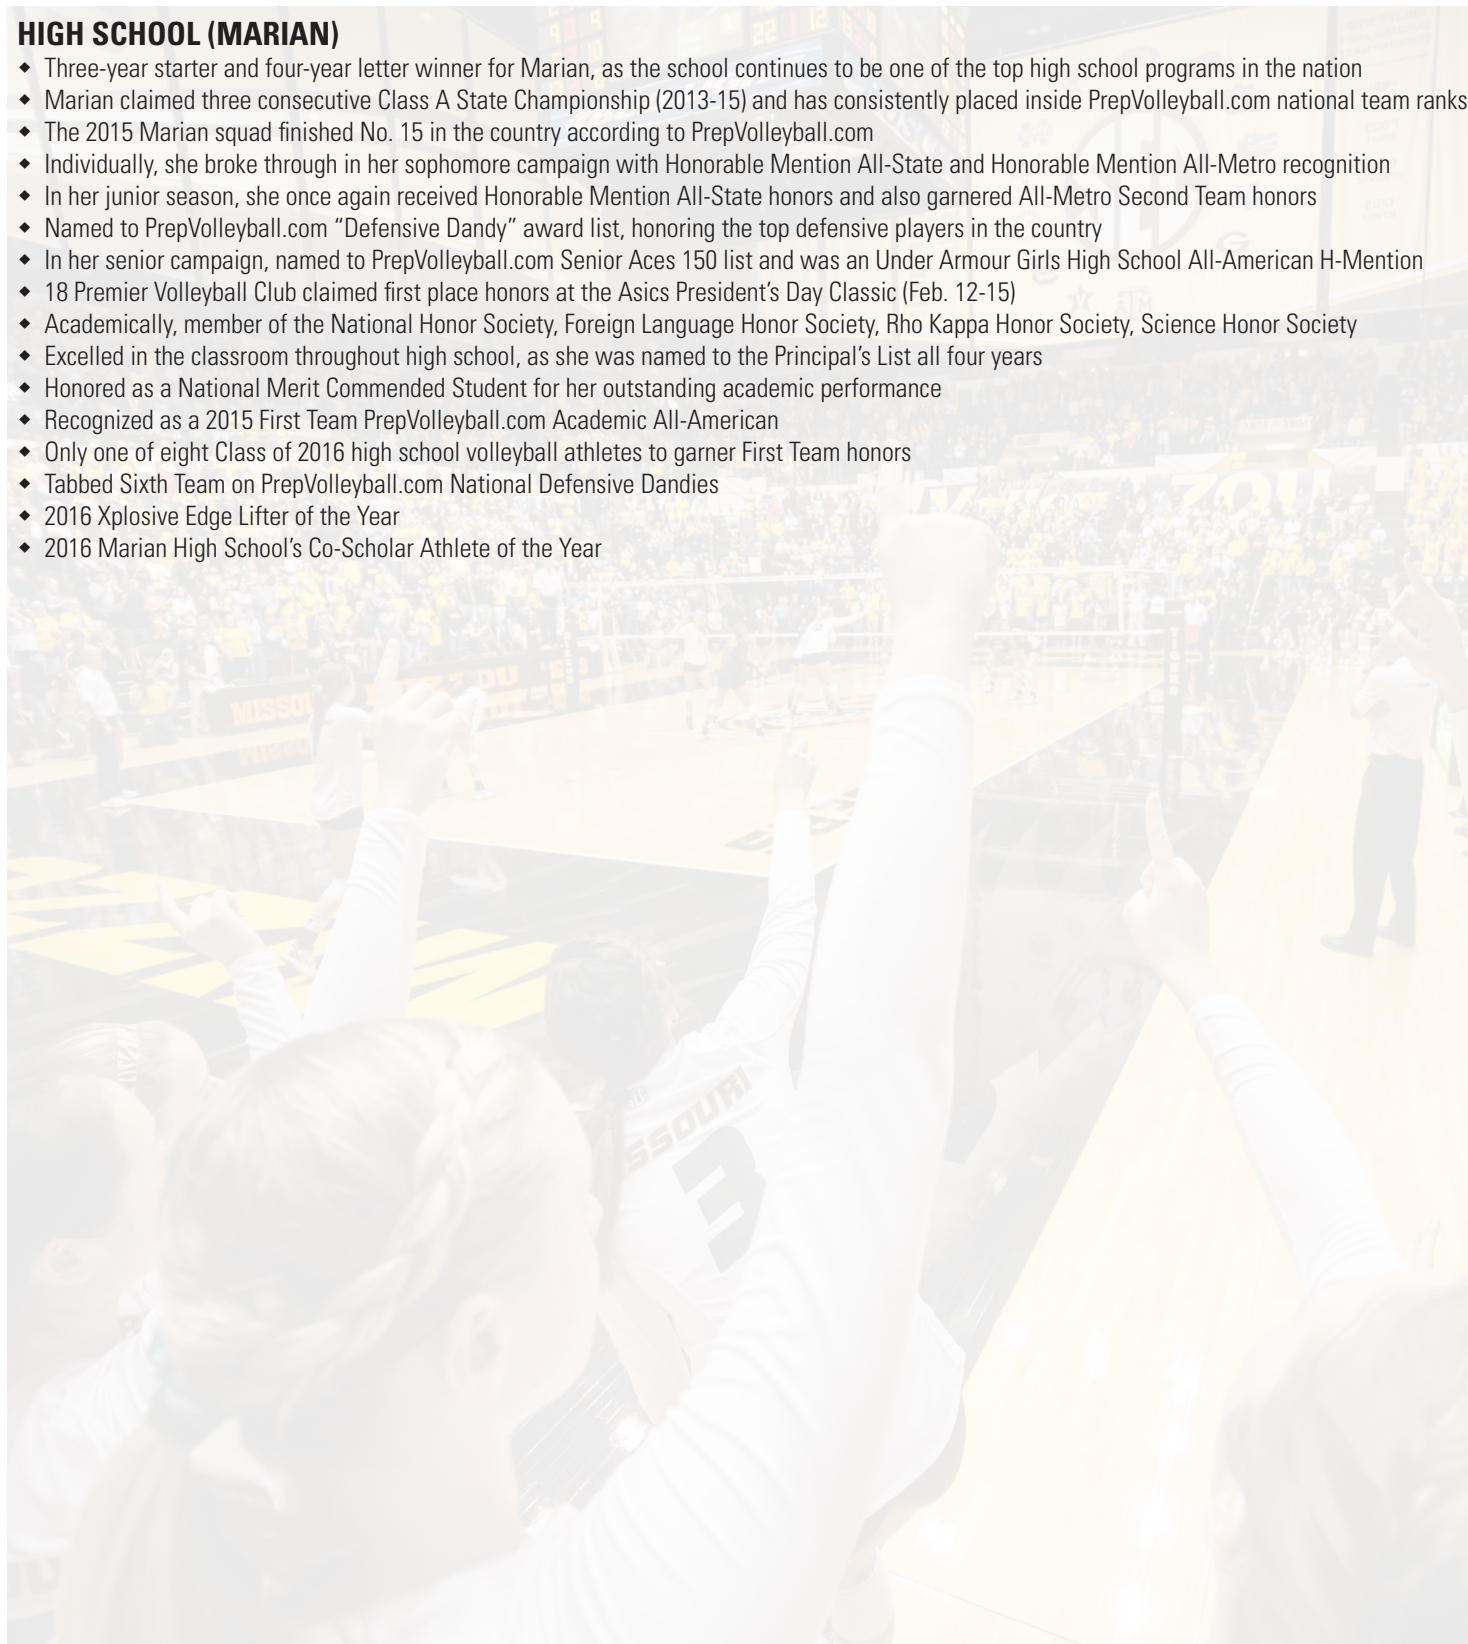 HIGH SCHOOL (MARIAN)
◆ Three-year starter and four-year letter winner for Marian, as the school continues to be one of the top high school programs in the nation
◆ Marian claimed three consecutive Class A State Championship (2013-15) and has consistently placed inside PrepVolleyball.com national team ranks
◆ The 2015 Marian squad finished No. 15 in the country according to PrepVolleyball.com
◆ Individually, she broke through in her sophomore campaign with Honorable Mention All-State and Honorable Mention All-Metro recognition
◆ In her junior season, she once again received Honorable Mention All-State honors and also garnered All-Metro Second Team honors
◆ Named to PrepVolleyball.com “Defensive Dandy” award list, honoring the top defensive players in the country
◆ In her senior campaign, named to PrepVolleyball.com Senior Aces 150 list and was an Under Armour Girls High School All-American H-Mention
◆ 18 Premier Volleyball Club claimed first place honors at the Asics President’s Day Classic (Feb. 12-15)
◆ Academically, member of the National Honor Society, Foreign Language Honor Society, Rho Kappa Honor Society, Science Honor Society
◆ Excelled in the classroom throughout high school, as she was named to the Principal’s List all four years
◆ Honored as a National Merit Commended Student for her outstanding academic performance
◆ Recognized as a 2015 First Team PrepVolleyball.com Academic All-American
◆ Only one of eight Class of 2016 high school volleyball athletes to garner First Team honors
◆ Tabbed Sixth Team on PrepVolleyball.com National Defensive Dandies
◆ 2016 Xplosive Edge Lifter of the Year
◆ 2016 Marian High School’s Co-Scholar Athlete of the Year
ZOU
MISSOU
ZOU
TIGERS
SSOURI
3